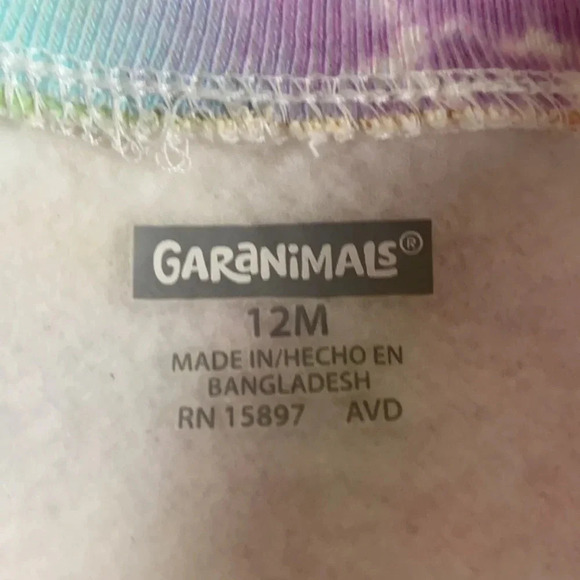 GARaNiMALs®
12M
MADE IN/HECHO EN
BANGLADESH
RN 15897 AVD